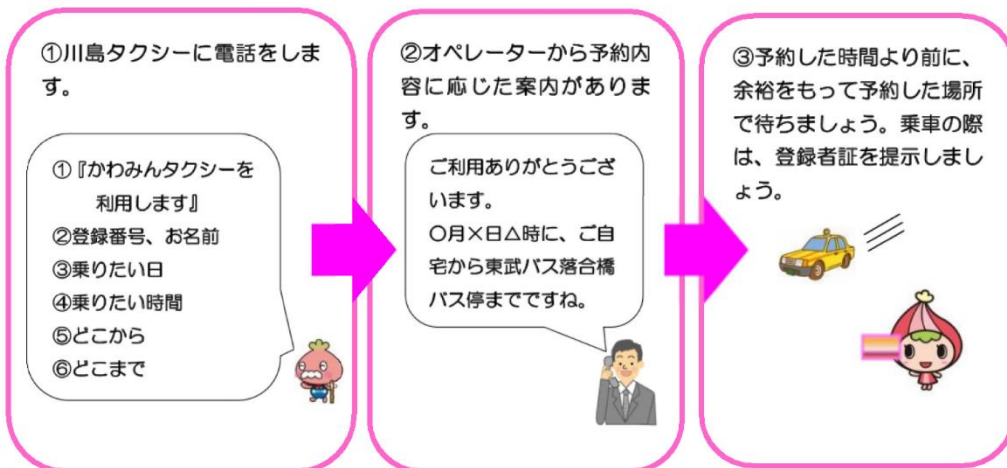 ①川島タクシーに電話をしま
す。
①『かわみんタクシーを
利用します』
②登録番号、お名前
③乗りたい日
④乗りたい時間
⑤どこから
⑥どこまで
②オペレーターから予約内
容に応じた案内がありま
す。
ご利用ありがとうござ
います。
〇月×日△時に、ご自
宅から東武バス落合橋
バス停までですね。
③予約した時間より前に、
余裕をもって予約した場所
で待ちましょう。乗車の際
は、登録者証を提示しまし
ょう。